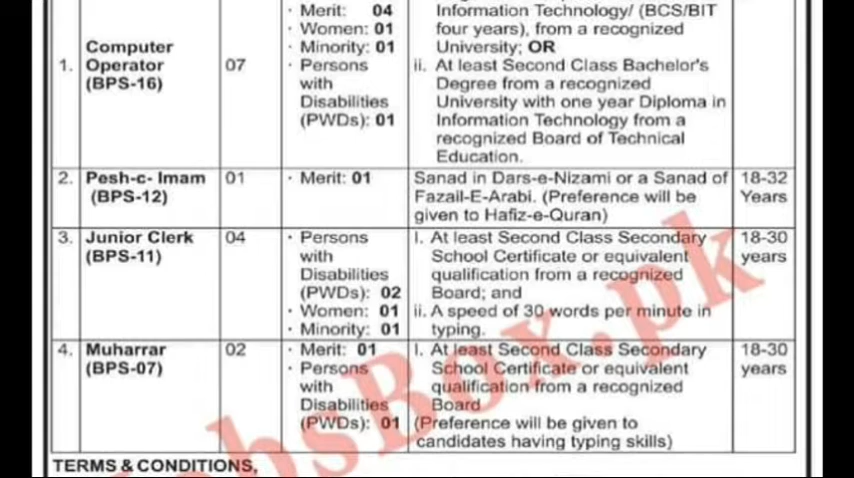 Merit: 04
Women: 01
Minority: 01
Persons
with
Disabilities
(PWDs): 01
Information Technology/ (BCS/BIT
four years), from a recognized
University; OR
ii. At least Second Class Bachelor's
Degree from a recognized
University with one year Diploma in
Information Technology from a
recognized Board of Technical
Education.
1. Computer
Operator
(BPS-16)
07
2. Pesh-c- Imam
(BPS-12)
01
· Merit: 01
Sanad in Dars-e-Nizami or a Sanad of
Fazail-E-Arabi. (Preference will be
given to Hafiz-e-Quran)
18-32
Years
3. Junior Clerk
(BPS-11)
04
· Persons
with
Disabilities
(PWDs): 02
· Women: 01
· Minority: 01
I. At least Second Class Secondary
School Certificate or equivalent
qualification from a recognized
Board; and
ii. A speed of 30 words per minute in
typing.
18-30
years
4. Muharrar
(BPS-07)
02
· Merit: 01
· Persons
with
Disabilities
(PWDs): 01
I. At least Second Class Secondary
School Certificate or equivalent
qualification from a recognized
Board
(Preference will be given to
candidates having typing skills)
18-30
years
TERMS & CONDITIONS,
JobsBox.pk